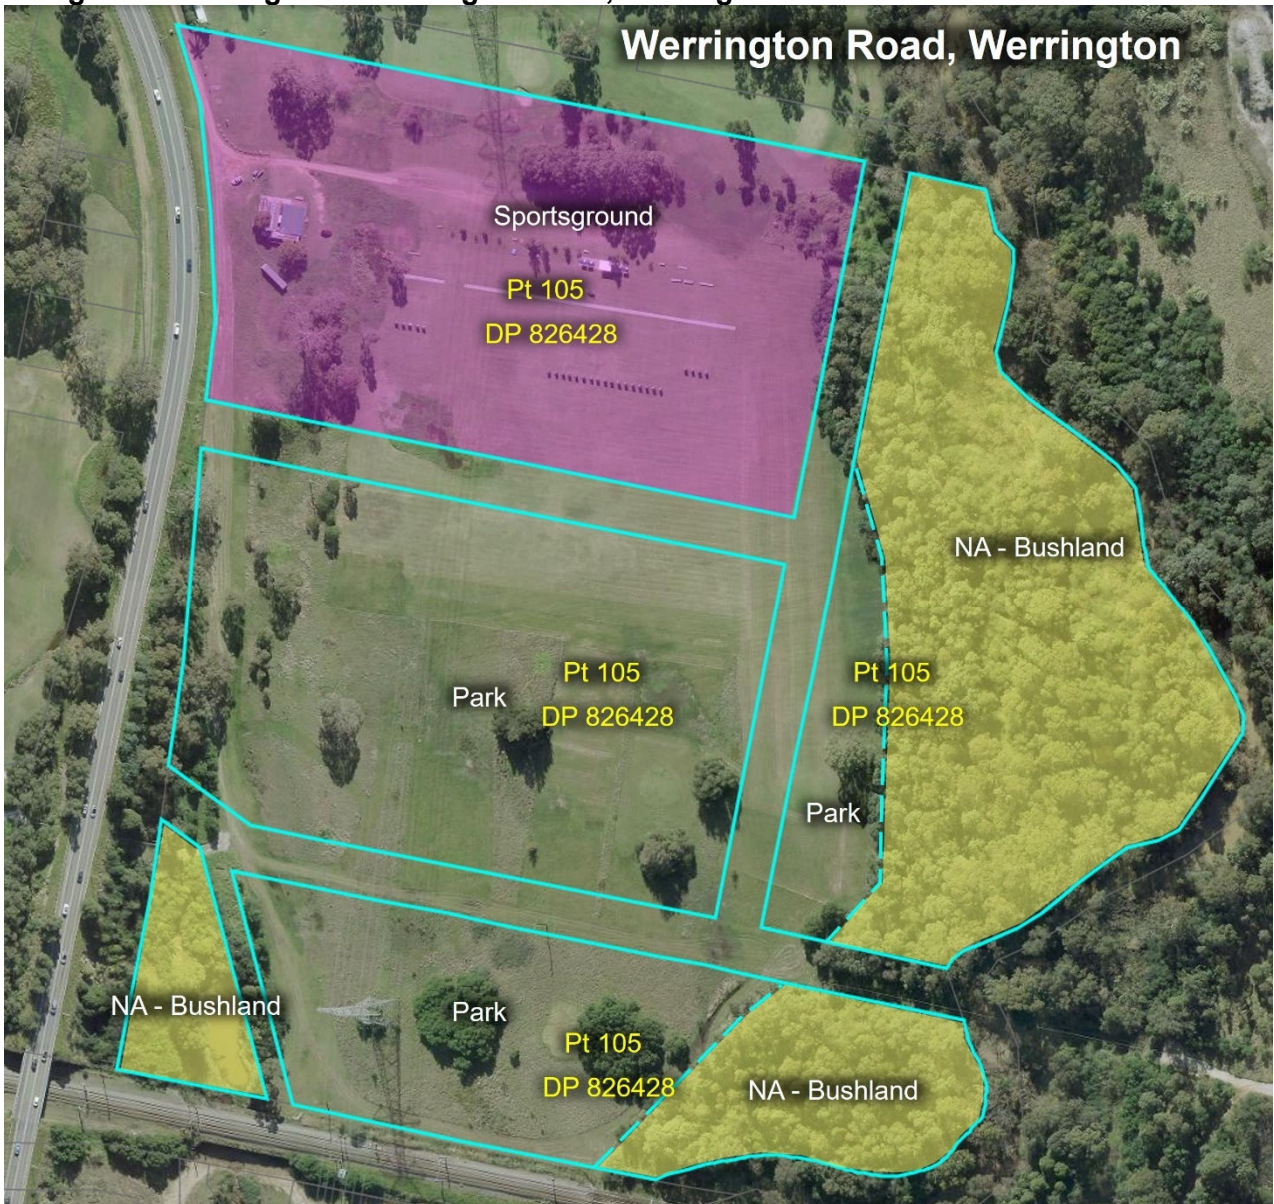 Werrington Road, Werrington
Sportsground
Pt 105
DP 826428
NA - Bushland
Pt 105
DP 826428
Park
Pt 105
DP 826428
Park
NA - Bushland
Park
Pt 105
DP 826428
NA - Bushland